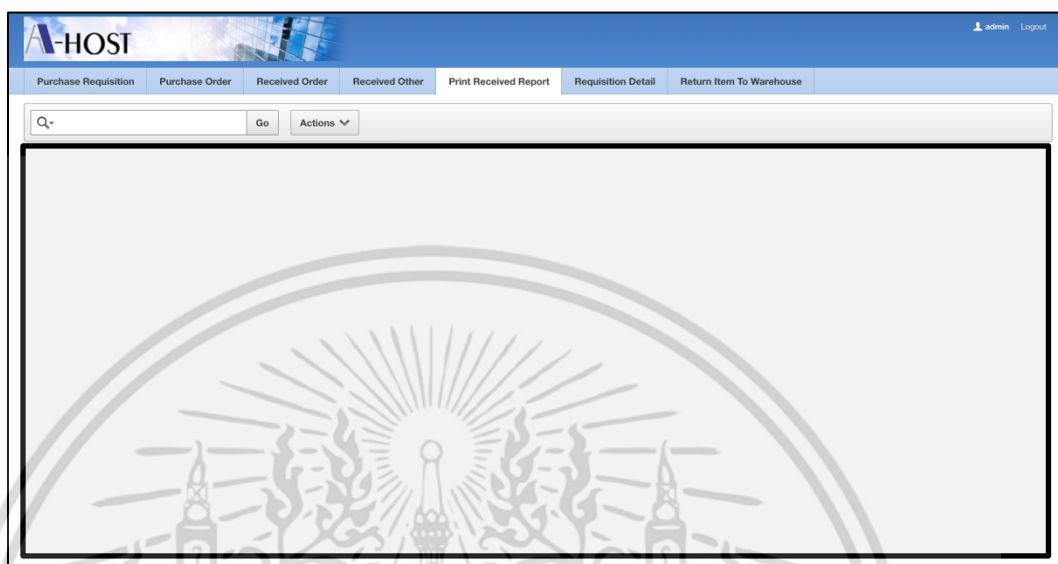 A-HOST
admin Logout
Purchase Requisition Purchase Order Received Order Received Other Print Received Report Requisition Detail Return Item To Warehouse
Go Actions